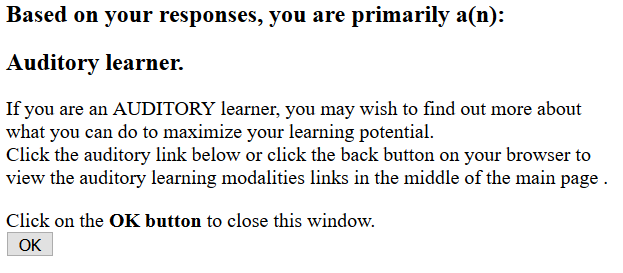 Based on your responses, you are primarily a(n):
Auditory learner.
If you are an AUDITORY learner, you may wish to find out more about
what you can do to maximize your learning potential.
Click the auditory link below or click the back button on your browser to
view the auditory learning modalities links in the middle of the main page .
Click on the OK button to close this window.
OK